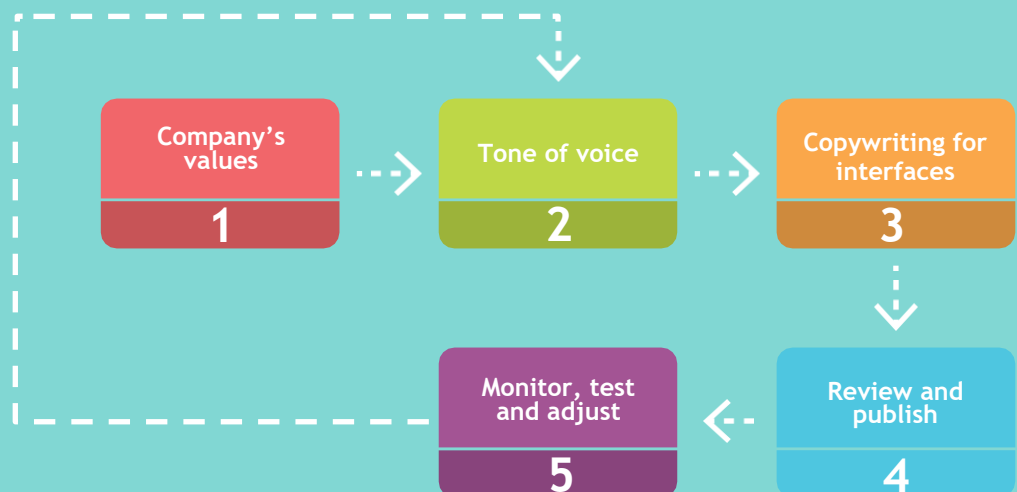 Company’s
values
1
Tone of voice
2
Copywriting for
interfaces
3
Review and
publish
4
Monitor, test
and adjust
5